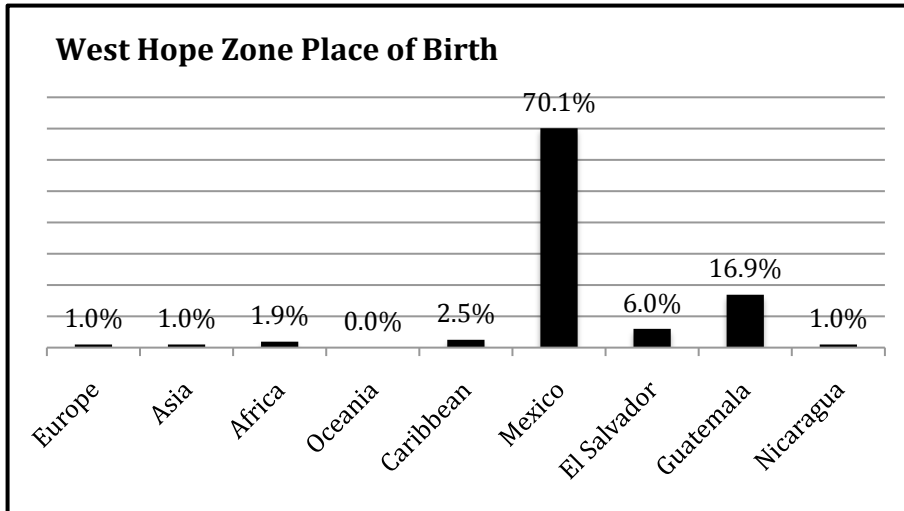 West Hope Zone Place of Birth
70.1%
16.9%
6.0%
2.5%
1.9%
1.0%
1.0%
0.0%
1.0%
Europe
Asia
Africa
Oceania
Caribbean
Mexico
El Salvador
Guatemala
Nicaragua